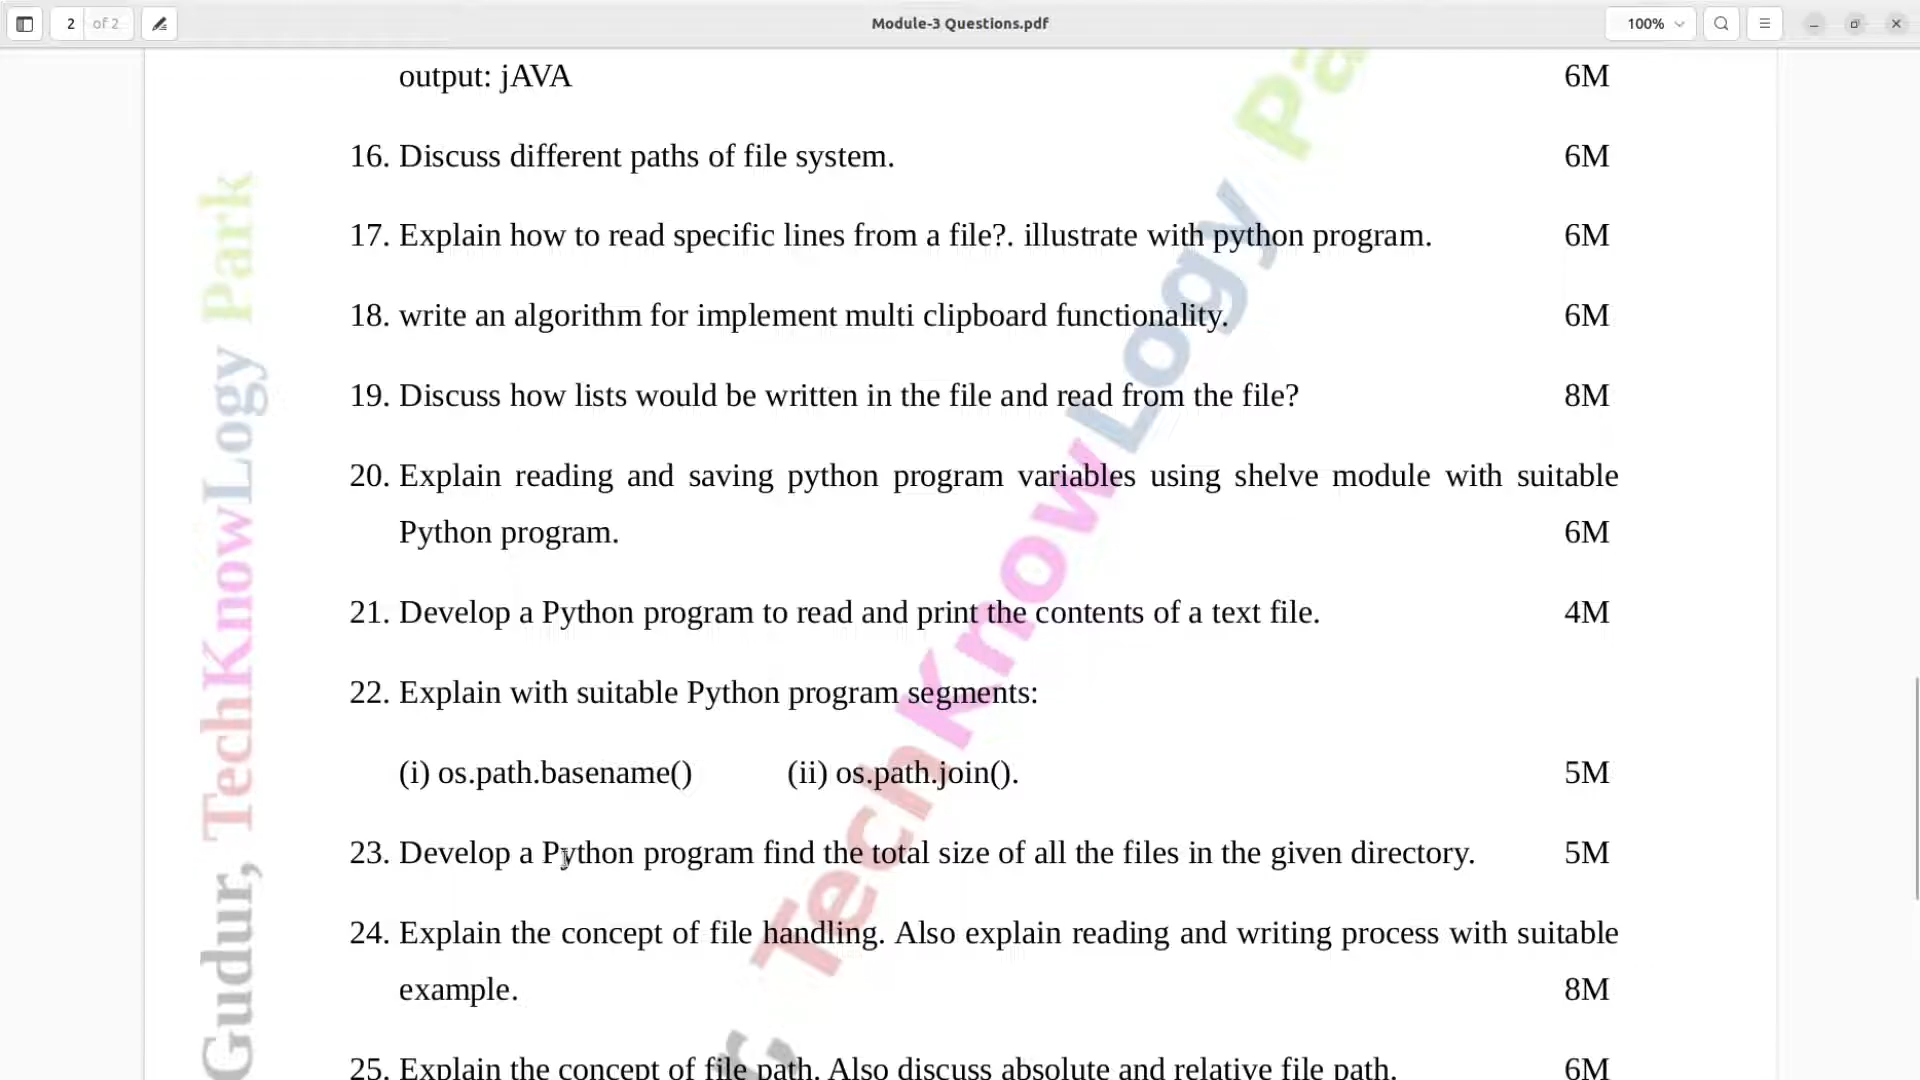 2 of 2
Module-3 Questions.pdf
100%
output: jAVA 6M
16. Discuss different paths of file system. 6M
17. Explain how to read specific lines from a file?. illustrate with python program. 6M
18. write an algorithm for implement multi clipboard functionality. 6M
19. Discuss how lists would be written in the file and read from the file? 8M
20. Explain reading and saving python program variables using shelve module with suitable
Python program. 6M
21. Develop a Python program to read and print the contents of a text file. 4M
22. Explain with suitable Python program segments:
(i) os.path.basename() (ii) os.path.join(). 5M
23. Develop a Python program find the total size of all the files in the given directory. 5M
24. Explain the concept of file handling. Also explain reading and writing process with suitable
example. 8M
25. Explain the concept of file path. Also discuss absolute and relative file path. 6M
Gudur, TechKnowLogy Park
TechKnowLogy